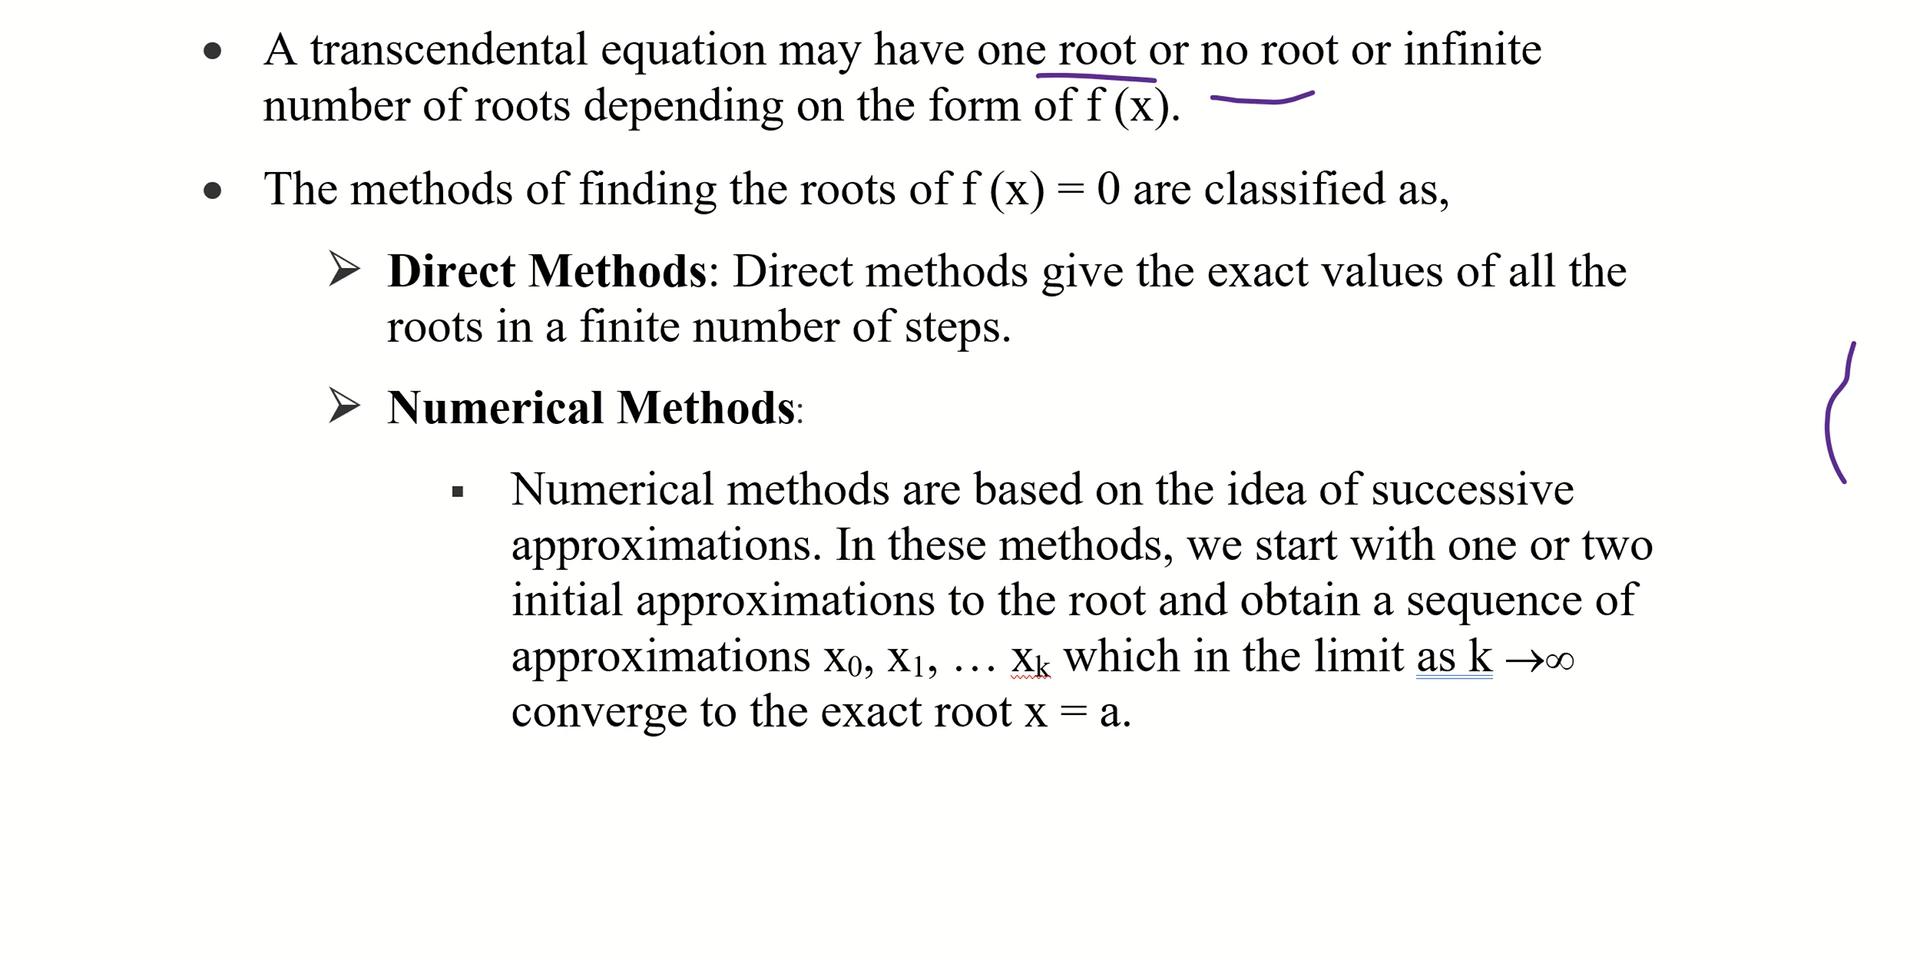 • A transcendental equation may have one root or no root or infinite
number of roots depending on the form of f (x).
• The methods of finding the roots of f (x) = 0 are classified as,
➢ Direct Methods: Direct methods give the exact values of all the
roots in a finite number of steps.
➢ Numerical Methods:
▪ Numerical methods are based on the idea of successive
approximations. In these methods, we start with one or two
initial approximations to the root and obtain a sequence of
approximations x₀, x₁, … xₖ which in the limit as k →∞
converge to the exact root x = a.